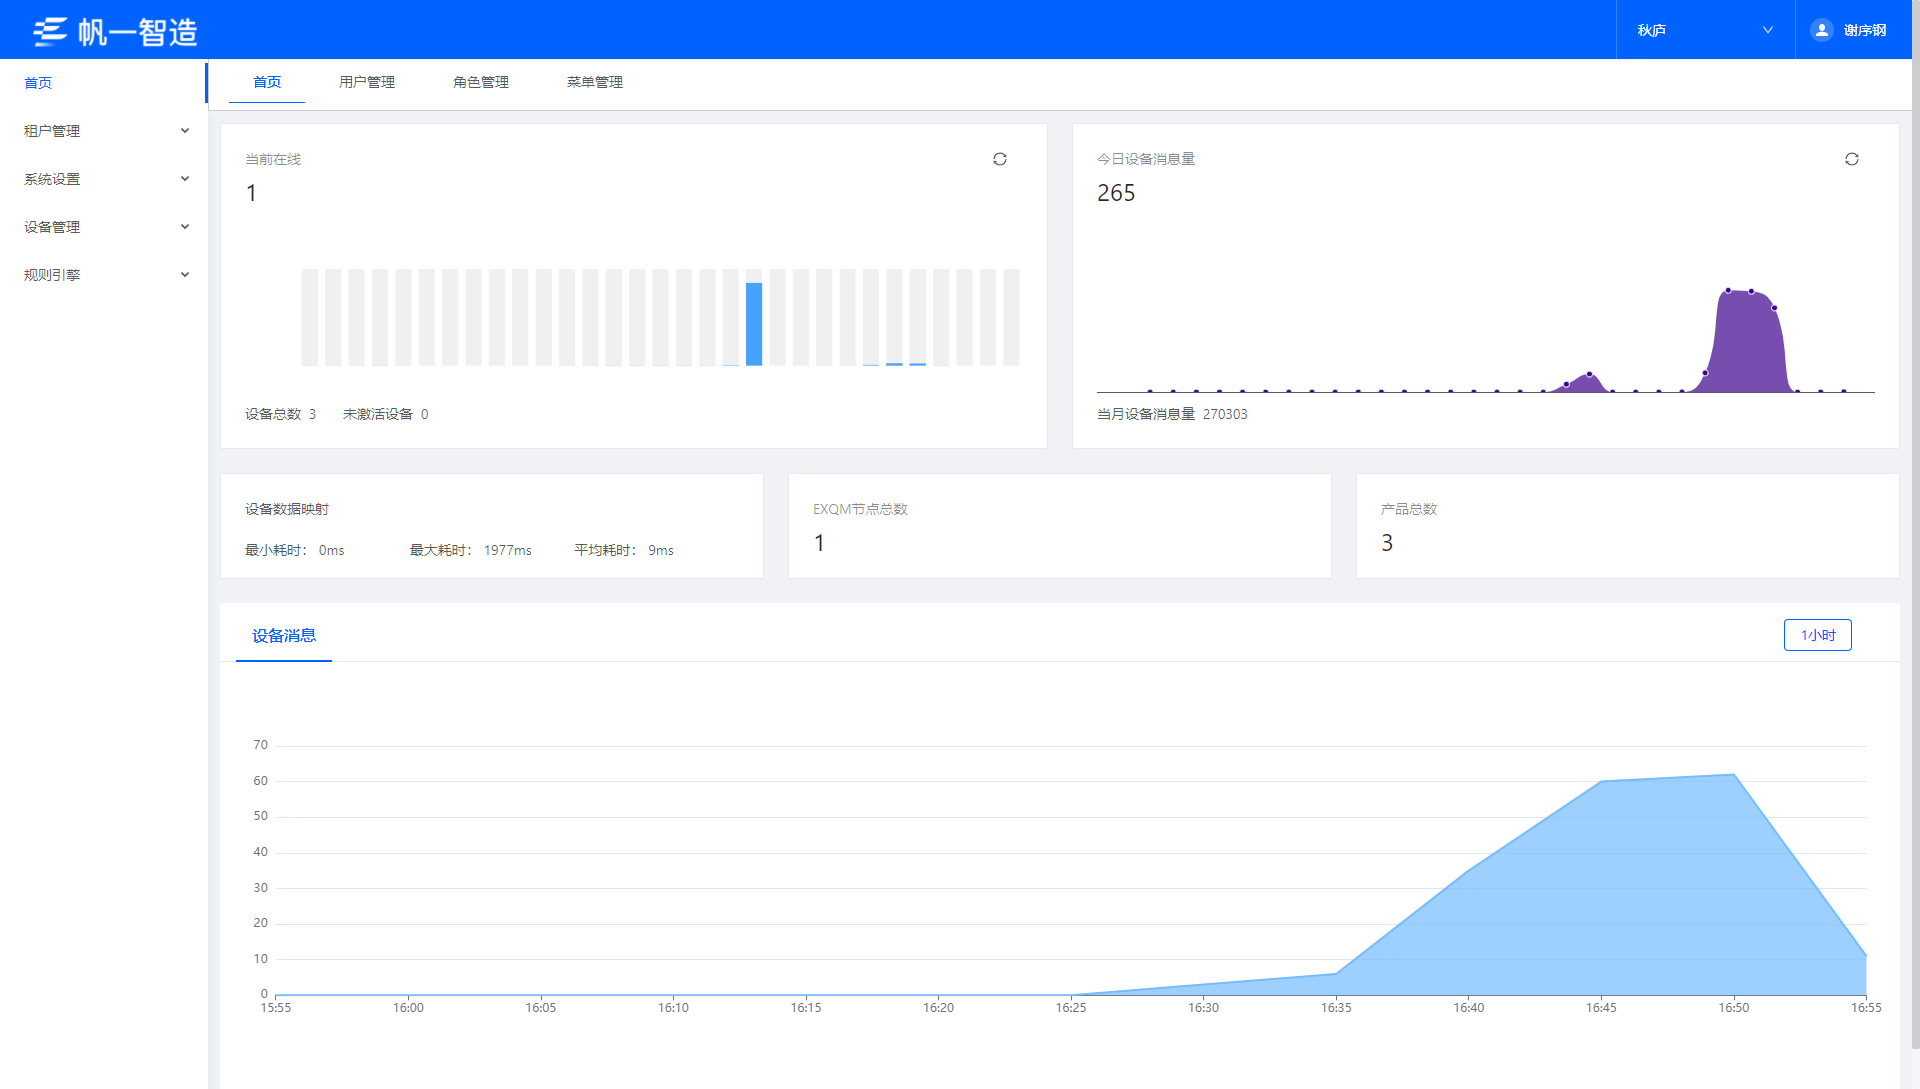 帆一智造
秋庐
谢序钢
首页
租户管理
系统设置
设备管理
规则引擎
首页 用户管理 角色管理 菜单管理
当前在线
1
设备总数 3 未激活设备 0
今日设备消息量
265
当月设备消息量 270303
设备数据映射
最小耗时： 0ms 最大耗时： 1977ms 平均耗时： 9ms
EXQM节点总数
1
产品总数
3
设备消息
1小时
70
60
50
40
30
20
10
0
15:55 16:00 16:05 16:10 16:15 16:20 16:25 16:30 16:35 16:40 16:45 16:50 16:55